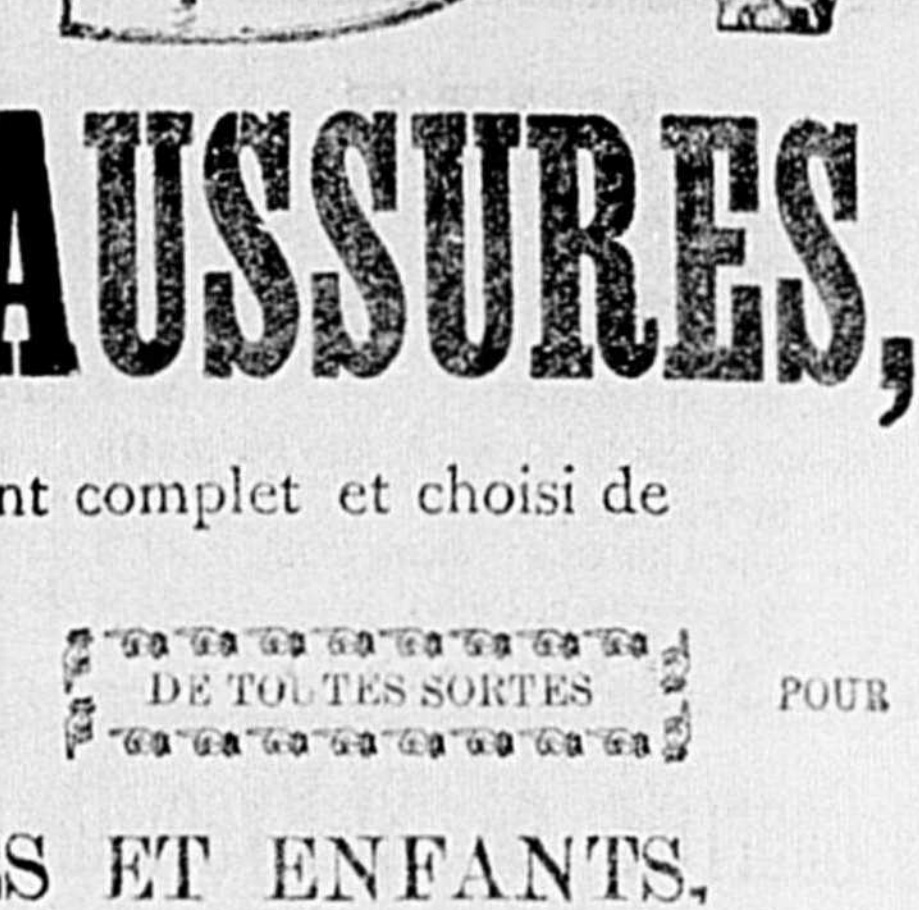 AUSSURES,
nt complet et choisi de
DE TOUTES SORTES POUR
S ET ENFANTS,